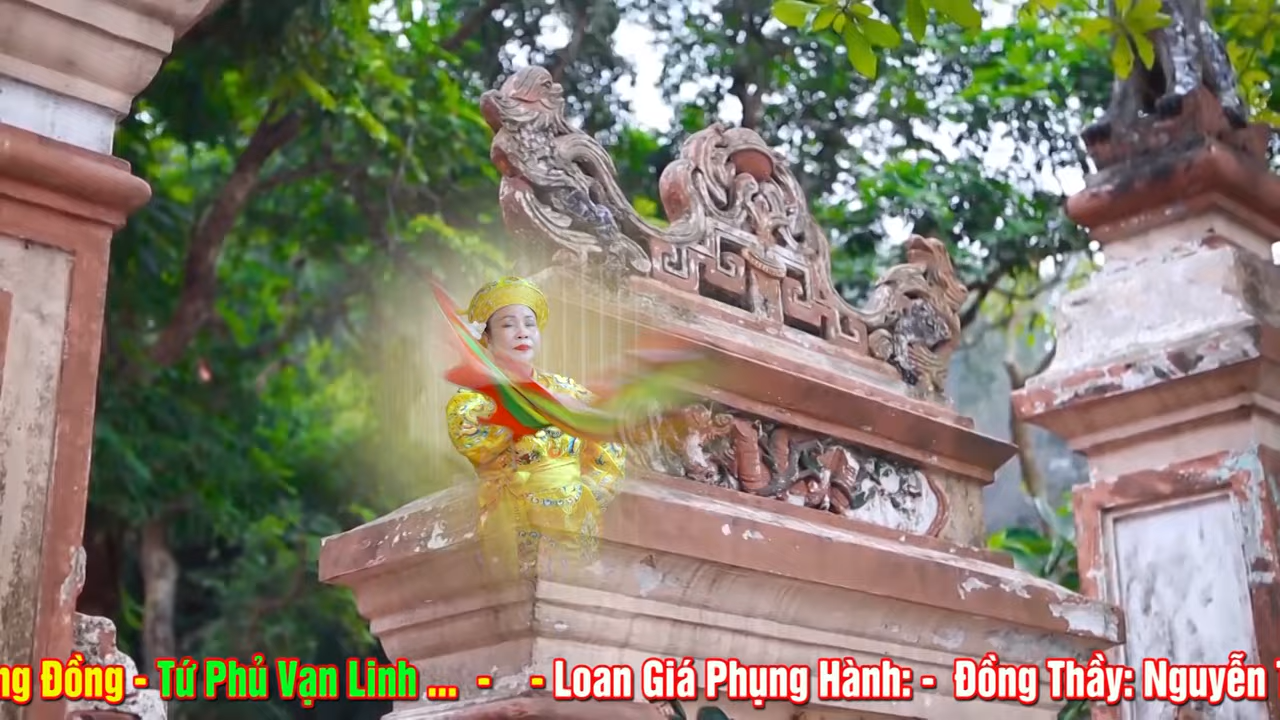 Đồng - Tứ Phủ Vạn Linh ... - - Loan Giá Phụng Hành: - Đồng Thầy: Nguyễn